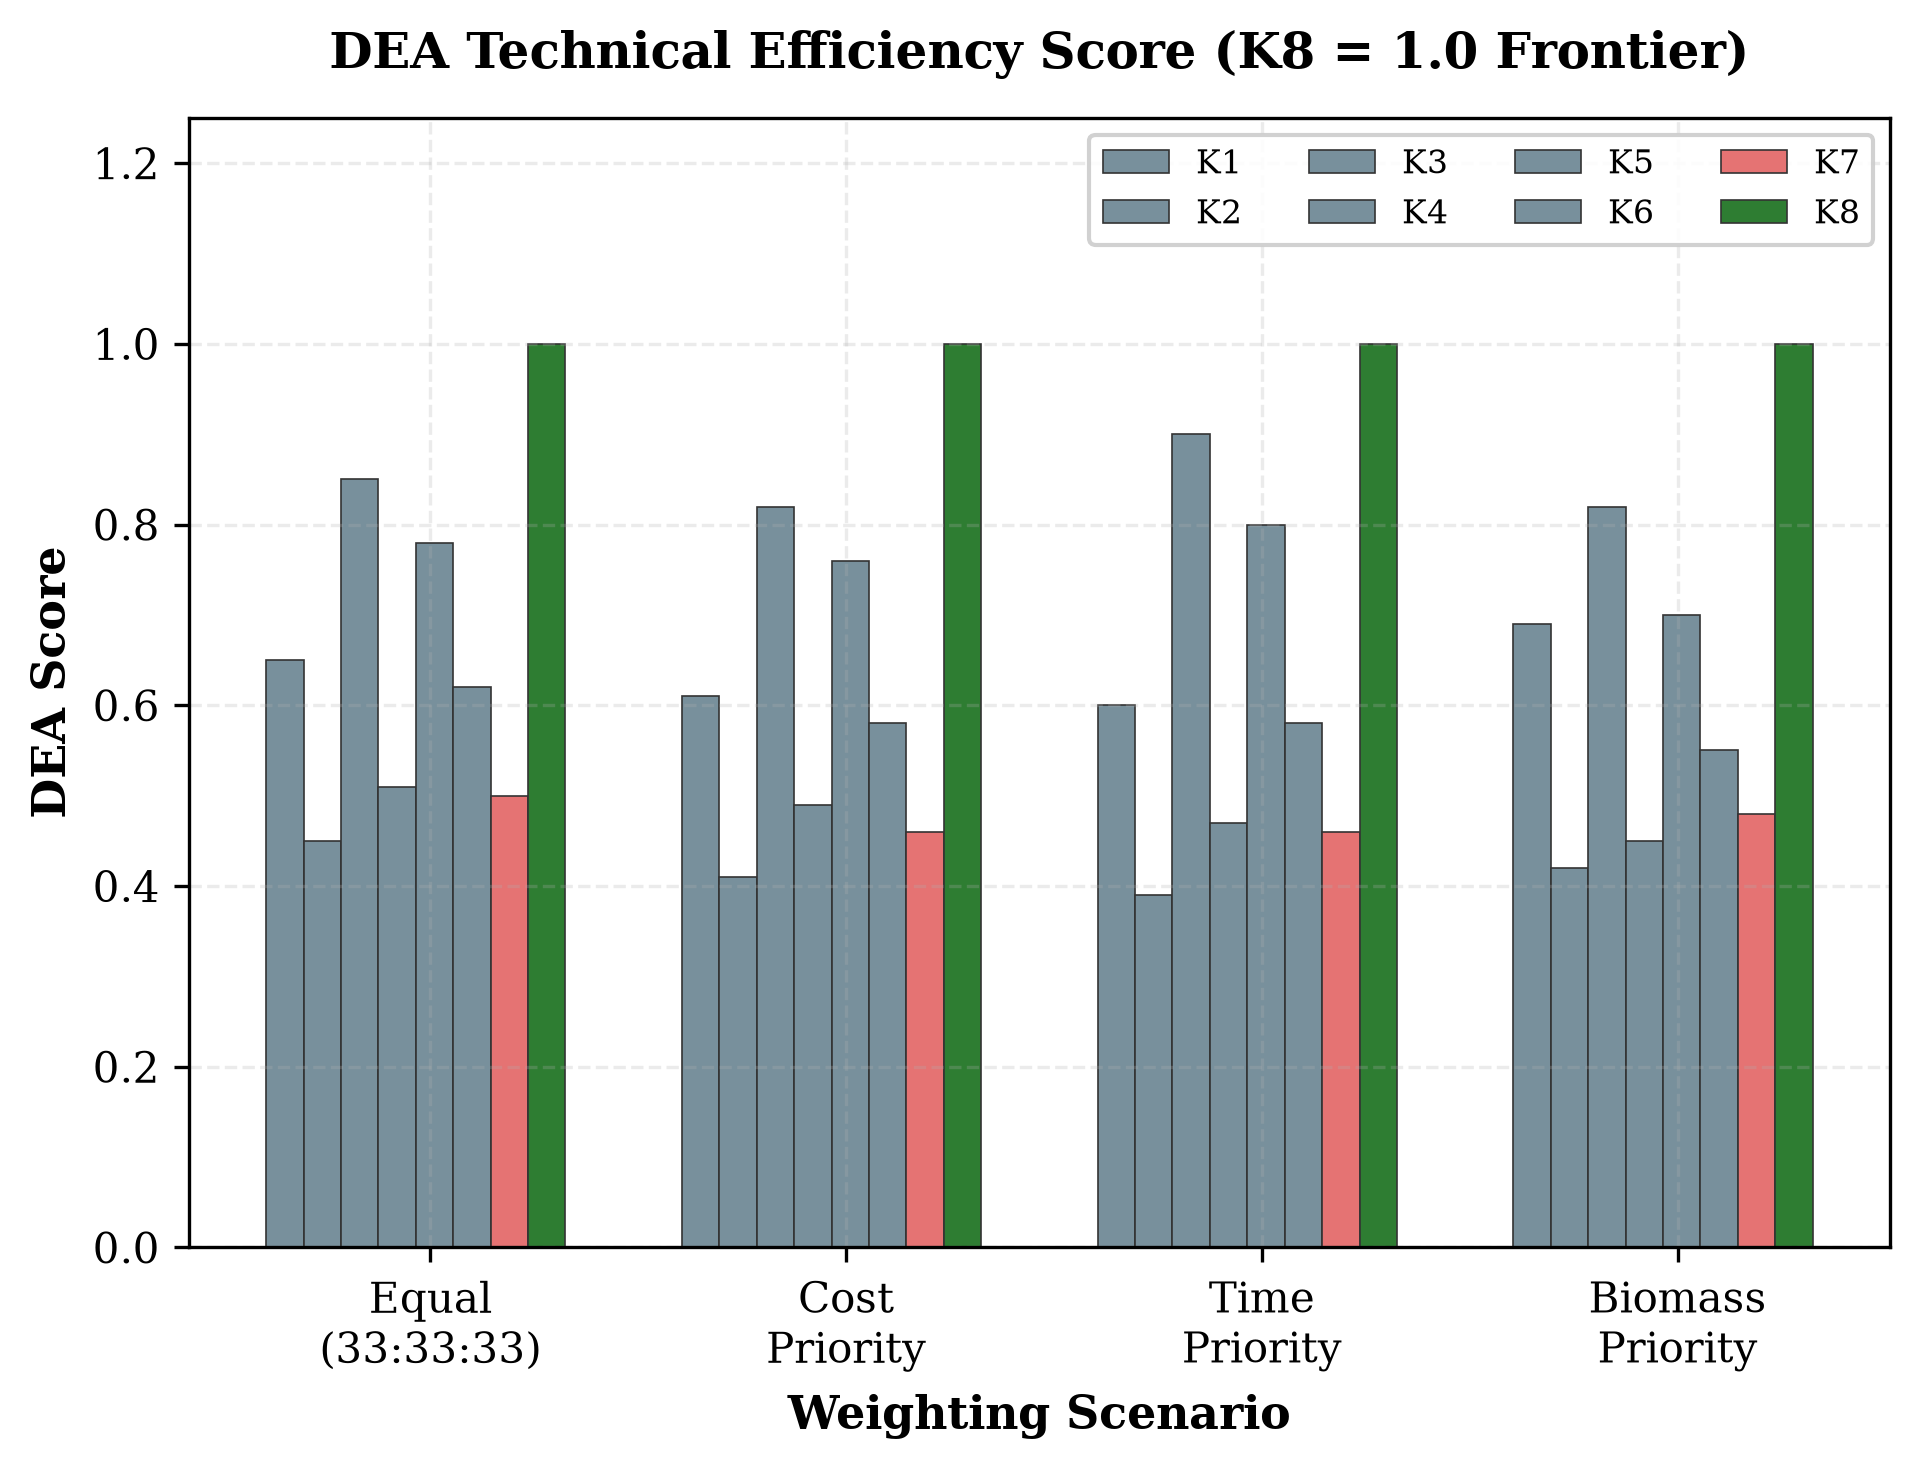 DEA Technical Efficiency Score (K8 = 1.0 Frontier)
K1 K3 K5 K7
K2 K4 K6 K8
1.2
1.0
0.8
0.6
0.4
0.2
0.0
DEA Score
Equal
(33:33:33)
Cost
Priority
Time
Priority
Biomass
Priority
Weighting Scenario